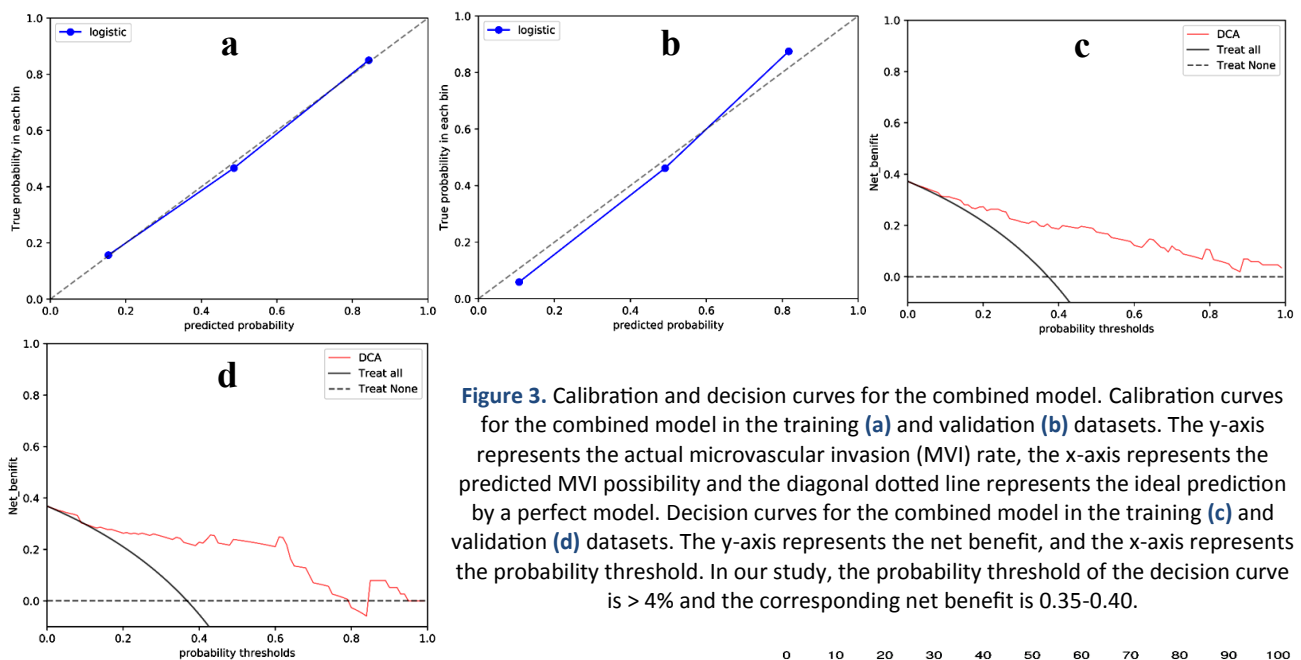 1.0
0.8
0.6
0.4
0.2
0.0
True probability in each bin
logistic
a
0.0 0.2 0.4 0.6 0.8 1.0
predicted probability
1.0
0.8
0.6
0.4
0.2
0.0
True probability in each bin
logistic
b
0.0 0.2 0.4 0.6 0.8 1.0
predicted probability
1.0
0.8
0.6
0.4
0.2
0.0
Net_benifit
c
DCA
Treat all
Treat None
0.0 0.2 0.4 0.6 0.8 1.0
probability thresholds
1.0
0.8
0.6
0.4
0.2
0.0
Net_benifit
d
DCA
Treat all
Treat None
0.0 0.2 0.4 0.6 0.8 1.0
probability thresholds
Figure 3. Calibration and decision curves for the combined model. Calibration curves
for the combined model in the training (a) and validation (b) datasets. The y-axis
represents the actual microvascular invasion (MVI) rate, the x-axis represents the
predicted MVI possibility and the diagonal dotted line represents the ideal prediction
by a perfect model. Decision curves for the combined model in the training (c) and
validation (d) datasets. The y-axis represents the net benefit, and the x-axis represents
the probability threshold. In our study, the probability threshold of the decision curve
is > 4% and the corresponding net benefit is 0.35-0.40.
0 10 20 30 40 50 60 70 80 90 100